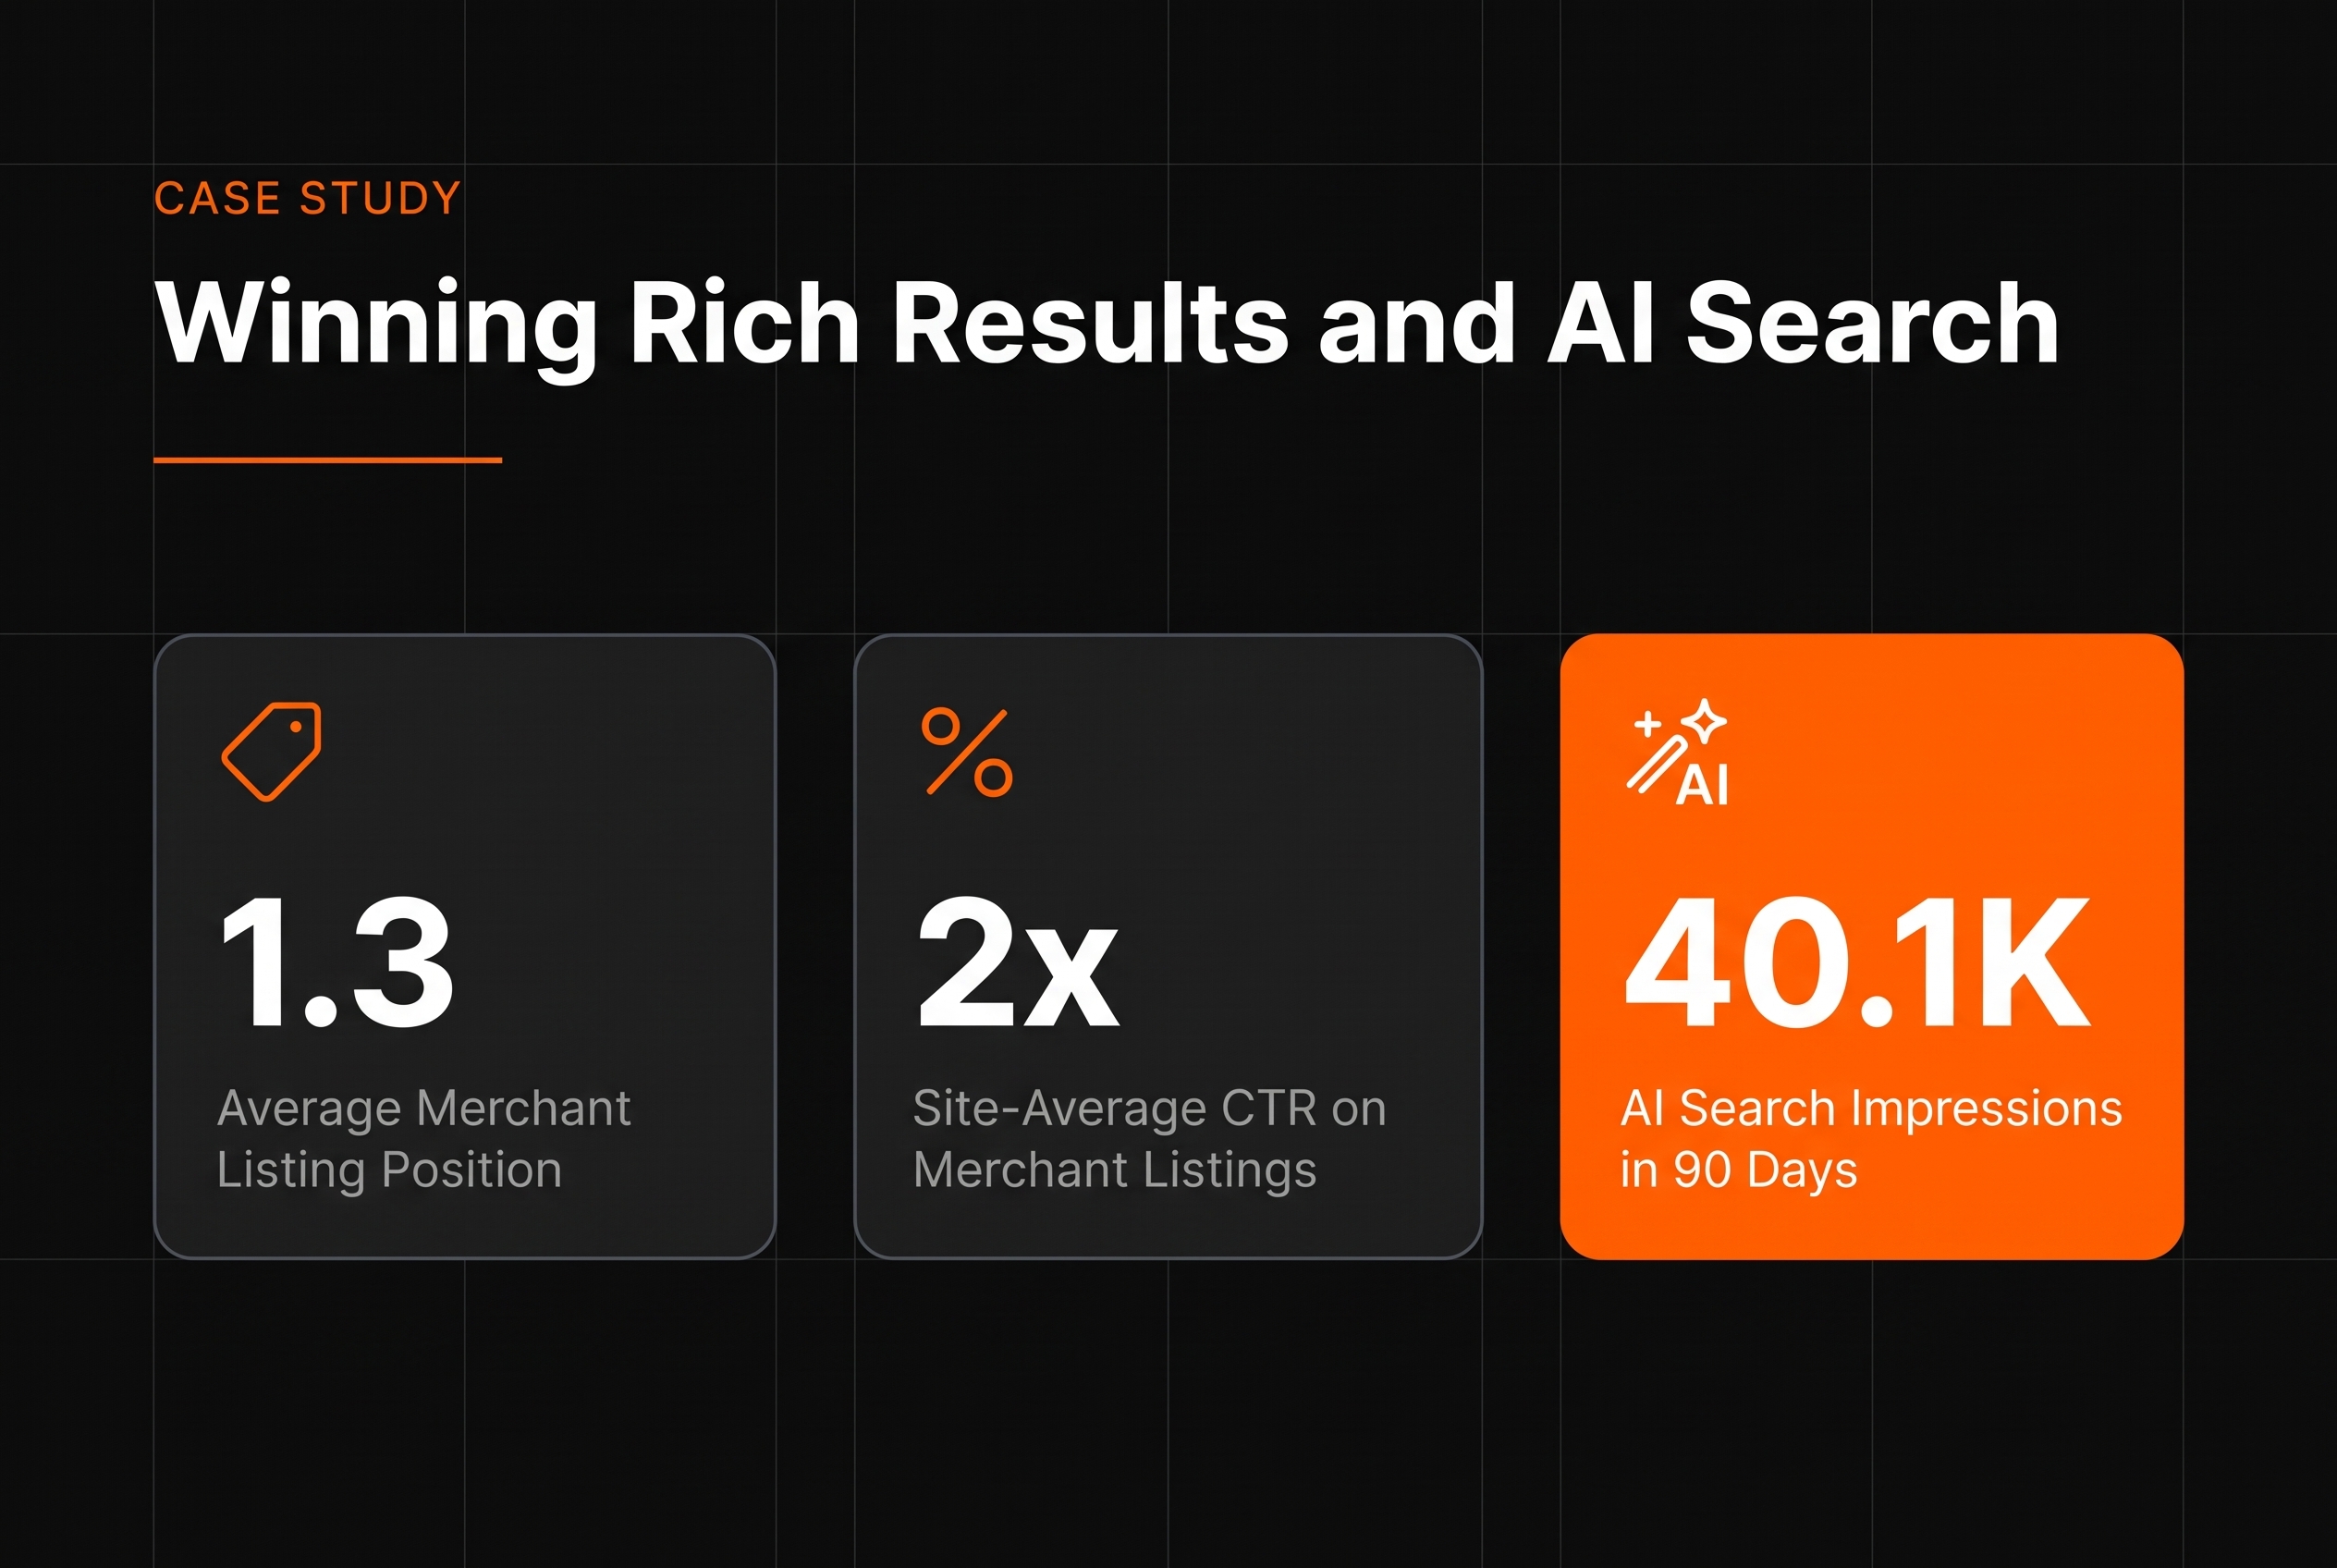 CASE STUDY
Winning Rich Results and AI Search
AI
1.3
Average Merchant
Listing Position
2x
Site-Average CTR on
Merchant Listings
40.1K
AI Search Impressions
in 90 Days